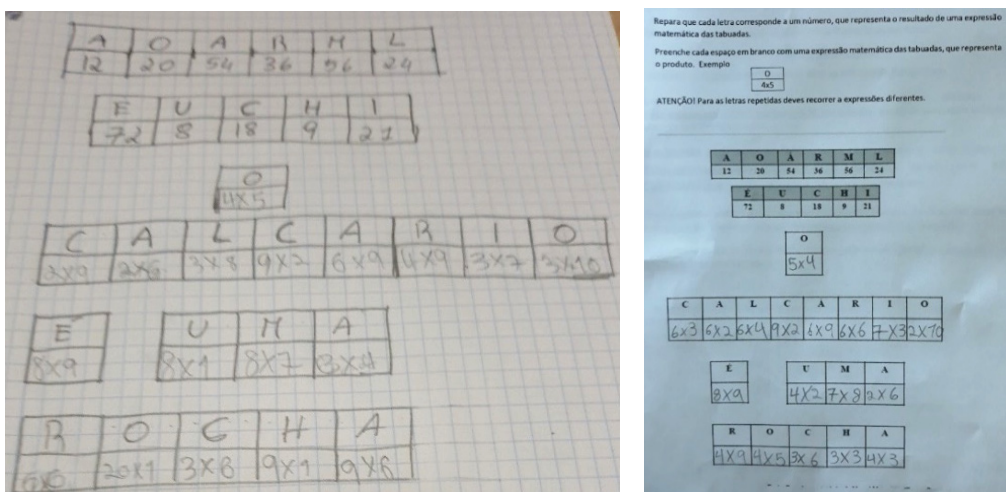 A O A R M L
12 20 54 36 56 24
E U C H I
72 8 18 9 21
O
4x5
C A L C A R I O
2x9 2x6 3x8 9x2 6x9 4x9 3x7 3x10
E
8x9
U M A
8x1 8x7 3x4
R O C H A
6x6 20x1 3x6 9x1 9x6
Repara que cada letra corresponde a um número, que representa o resultado de uma expressão
matemática das tabuadas.
Preenche cada espaço em branco com uma expressão matemática das tabuadas, que representa
o produto. Exemplo
O
4x5
ATENÇÃO! Para as letras repetidas deves recorrer a expressões diferentes.
A O Á R M L
12 20 54 36 56 24
É U C H I
72 8 18 9 21
O
5x4
C A L C Á R I O
6x3 6x2 6x4 9x2 6x9 6x6 7x3 2x10
É
8x9
U M A
4x2 7x8 2x6
R O C H A
4x9 4x5 3x6 3x3 4x3